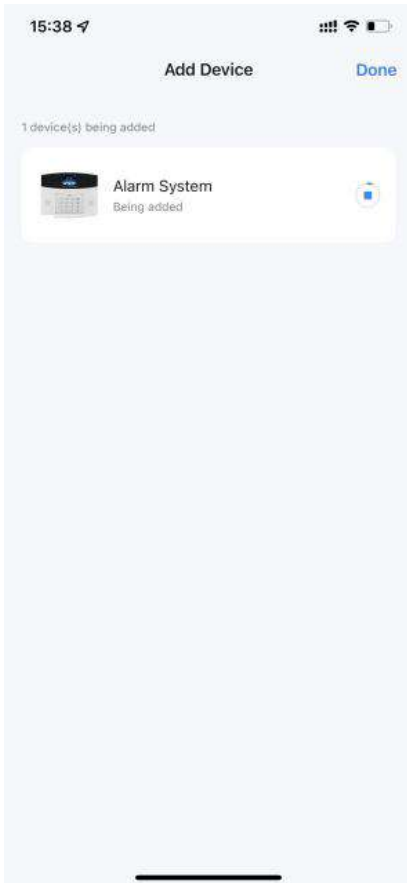 15:38
Add Device
Done
1 device(s) being added
Alarm System
Being added